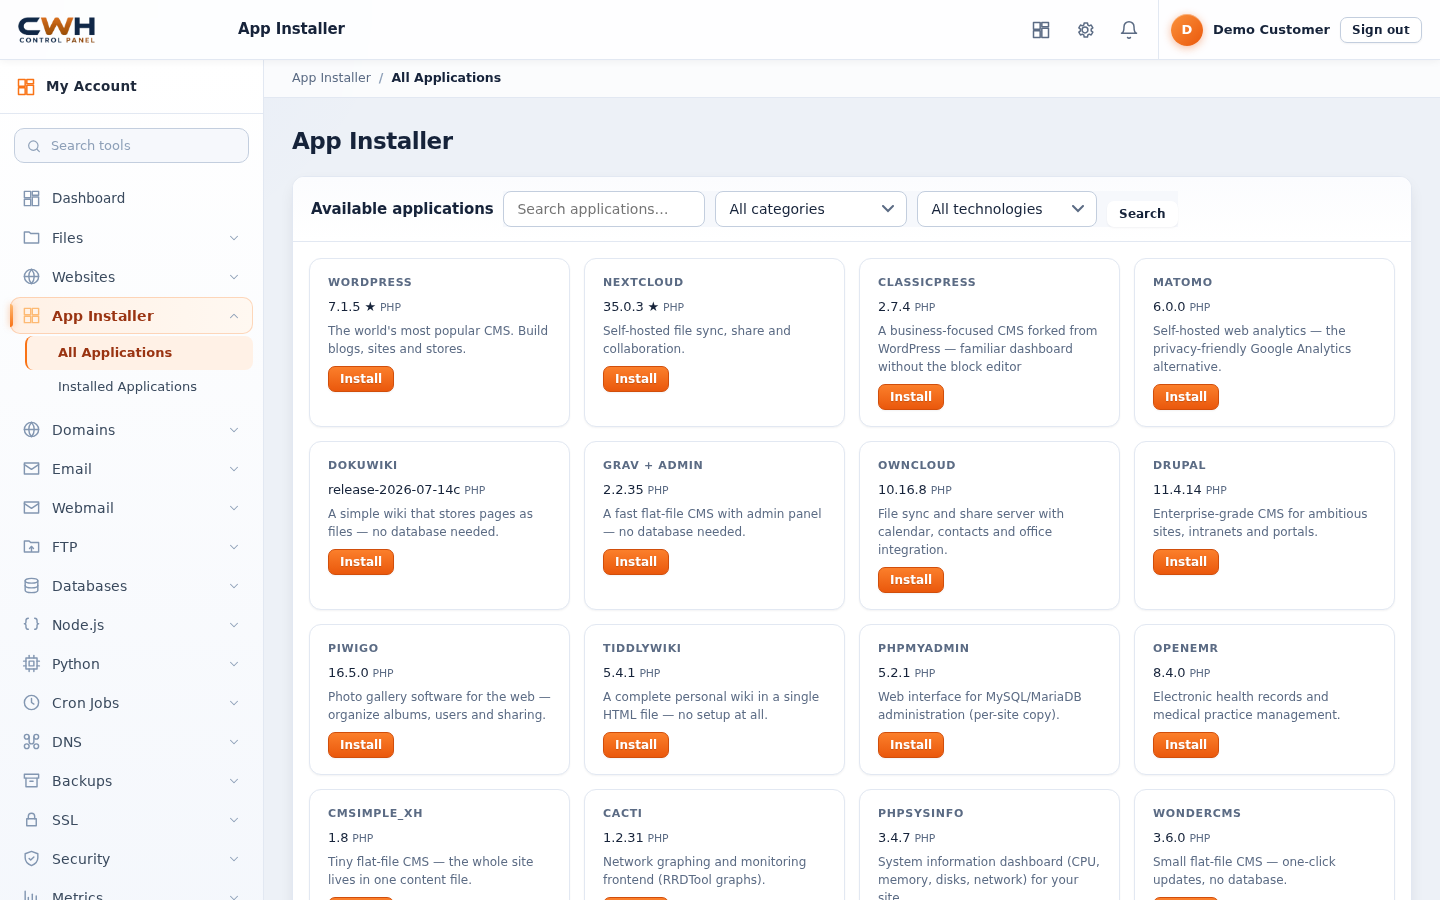 CWH
CONTROL PANEL
App Installer
D
Demo Customer
Sign out
My Account
Search tools
Dashboard
Files
Websites
App Installer
All Applications
Installed Applications
Domains
Email
Webmail
FTP
Databases
Node.js
Python
Cron Jobs
DNS
Backups
SSL
Security
Metrics
App Installer / All Applications
App Installer
Available applications
Search applications...
All categories
All technologies
Search
WORDPRESS
7.1.5 ★ PHP
The world's most popular CMS. Build
blogs, sites and stores.
Install
NEXTCLOUD
35.0.3 ★ PHP
Self-hosted file sync, share and
collaboration.
Install
CLASSICPRESS
2.7.4 PHP
A business-focused CMS forked from
WordPress — familiar dashboard
without the block editor
Install
MATOMO
6.0.0 PHP
Self-hosted web analytics — the
privacy-friendly Google Analytics
alternative.
Install
DOKUWIKI
release-2026-07-14c PHP
A simple wiki that stores pages as
files — no database needed.
Install
GRAV + ADMIN
2.2.35 PHP
A fast flat-file CMS with admin panel
— no database needed.
Install
OWNCLOUD
10.16.8 PHP
File sync and share server with
calendar, contacts and office
integration.
Install
DRUPAL
11.4.14 PHP
Enterprise-grade CMS for ambitious
sites, intranets and portals.
Install
PIWIGO
16.5.0 PHP
Photo gallery software for the web —
organize albums, users and sharing.
Install
TIDDLYWIKI
5.4.1 PHP
A complete personal wiki in a single
HTML file — no setup at all.
Install
PHPMYADMIN
5.2.1 PHP
Web interface for MySQL/MariaDB
administration (per-site copy).
Install
OPENEMR
8.4.0 PHP
Electronic health records and
medical practice management.
Install
CMSIMPLE_XH
1.8 PHP
Tiny flat-file CMS — the whole site
lives in one content file.
CACTI
1.2.31 PHP
Network graphing and monitoring
frontend (RRDTool graphs).
PHPSYSINFO
3.4.7 PHP
System information dashboard (CPU,
memory, disks, network) for your
site.
WONDERCMS
3.6.0 PHP
Small flat-file CMS — one-click
updates, no database.